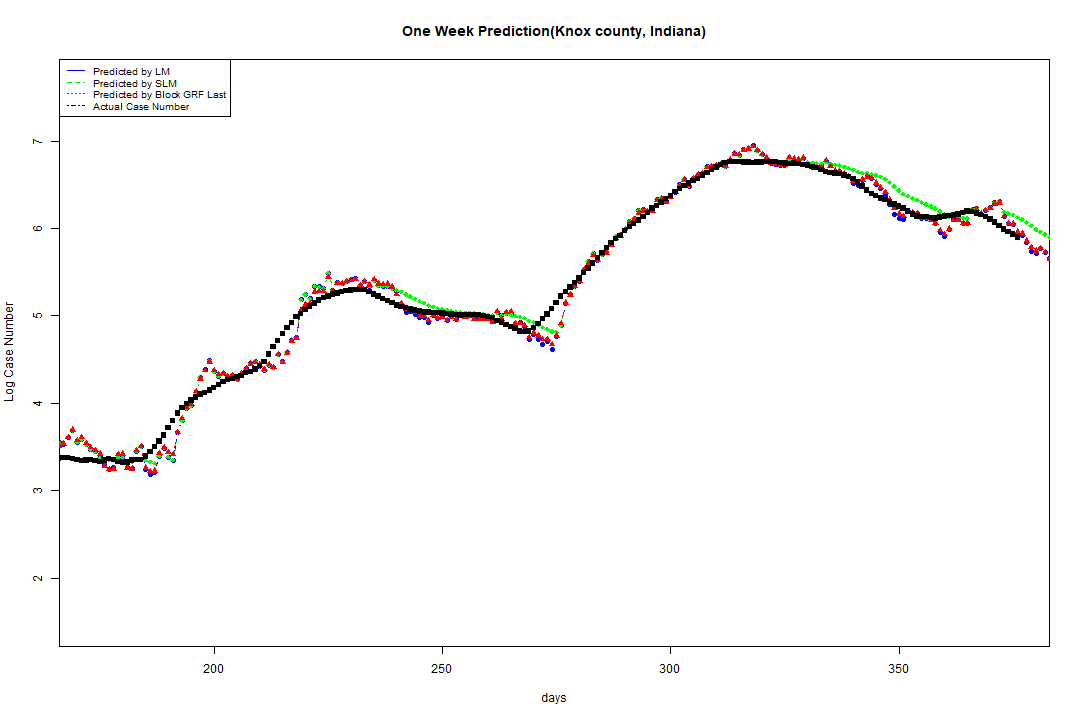 One Week Prediction(Knox county, Indiana)
Predicted by LM
Predicted by SLM
Predicted by Block GRF Last
Actual Case Number
7
6
5
4
3
2
Log Case Number
200 250 300 350
days